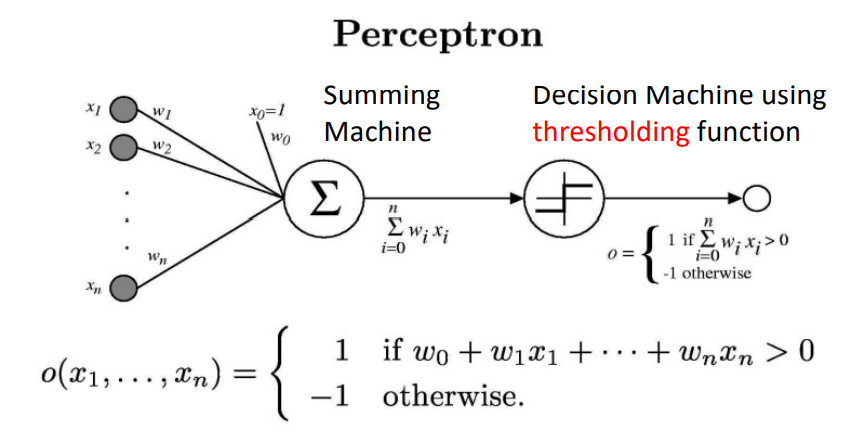 Perceptron
x1 w1 x0=1 Summing Decision Machine using
x2 w2 w0 Machine thresholding function
Σ
n
Σ wi xi
i=0
wn
xn
n
o = { 1 if Σ wi xi > 0
i=0
-1 otherwise
o(x1, . . . , xn) = { 1 if w0 + w1x1 + · · · + wnxn > 0
−1 otherwise.